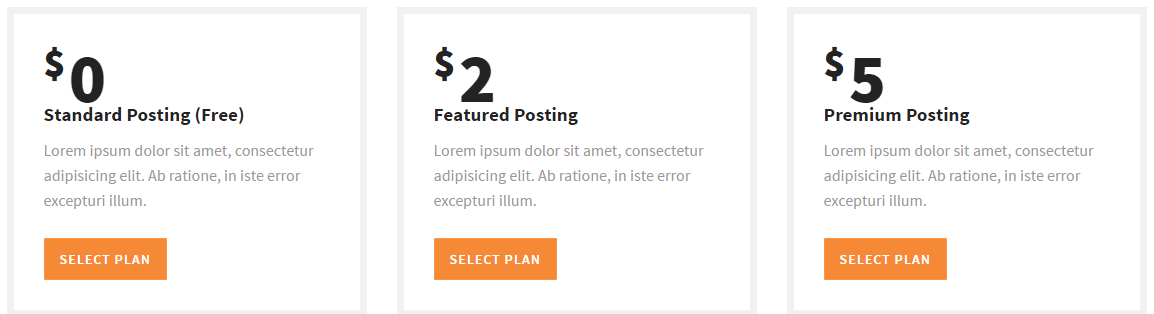 $0
Standard Posting (Free)
Lorem ipsum dolor sit amet, consectetur
adipisicing elit. Ab ratione, in iste error
excepturi illum.
SELECT PLAN
$2
Featured Posting
Lorem ipsum dolor sit amet, consectetur
adipisicing elit. Ab ratione, in iste error
excepturi illum.
SELECT PLAN
$5
Premium Posting
Lorem ipsum dolor sit amet, consectetur
adipisicing elit. Ab ratione, in iste error
excepturi illum.
SELECT PLAN